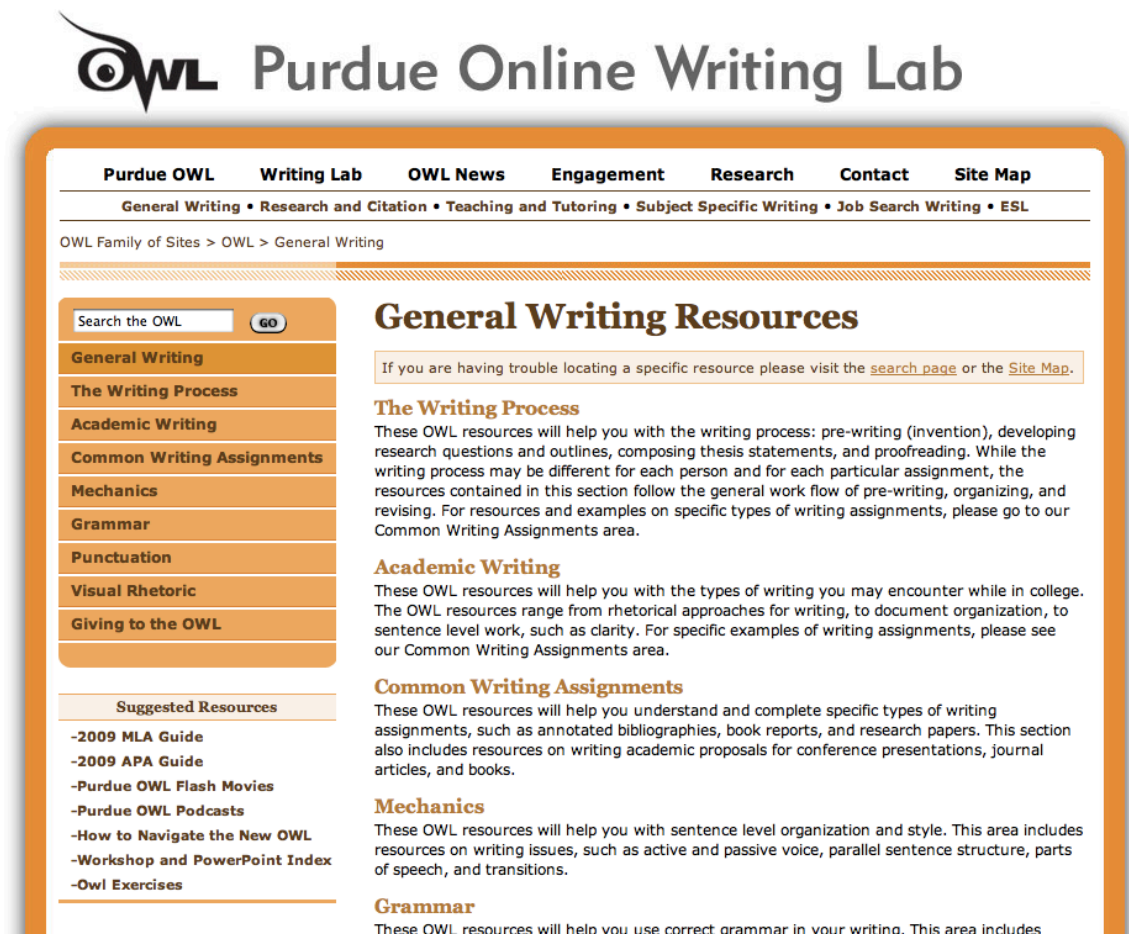 OWL Purdue Online Writing Lab
Purdue OWL Writing Lab OWL News Engagement Research Contact Site Map
General Writing • Research and Citation • Teaching and Tutoring • Subject Specific Writing • Job Search Writing • ESL
OWL Family of Sites > OWL > General Writing
Search the OWL GO
General Writing
The Writing Process
Academic Writing
Common Writing Assignments
Mechanics
Grammar
Punctuation
Visual Rhetoric
Giving to the OWL
Suggested Resources
-2009 MLA Guide
-2009 APA Guide
-Purdue OWL Flash Movies
-Purdue OWL Podcasts
-How to Navigate the New OWL
-Workshop and PowerPoint Index
-Owl Exercises
General Writing Resources
If you are having trouble locating a specific resource please visit the search page or the Site Map.
The Writing Process
These OWL resources will help you with the writing process: pre-writing (invention), developing
research questions and outlines, composing thesis statements, and proofreading. While the
writing process may be different for each person and for each particular assignment, the
resources contained in this section follow the general work flow of pre-writing, organizing, and
revising. For resources and examples on specific types of writing assignments, please go to our
Common Writing Assignments area.
Academic Writing
These OWL resources will help you with the types of writing you may encounter while in college.
The OWL resources range from rhetorical approaches for writing, to document organization, to
sentence level work, such as clarity. For specific examples of writing assignments, please see
our Common Writing Assignments area.
Common Writing Assignments
These OWL resources will help you understand and complete specific types of writing
assignments, such as annotated bibliographies, book reports, and research papers. This section
also includes resources on writing academic proposals for conference presentations, journal
articles, and books.
Mechanics
These OWL resources will help you with sentence level organization and style. This area includes
resources on writing issues, such as active and passive voice, parallel sentence structure, parts
of speech, and transitions.
Grammar
These OWL resources will help you use correct grammar in your writing. This area includes